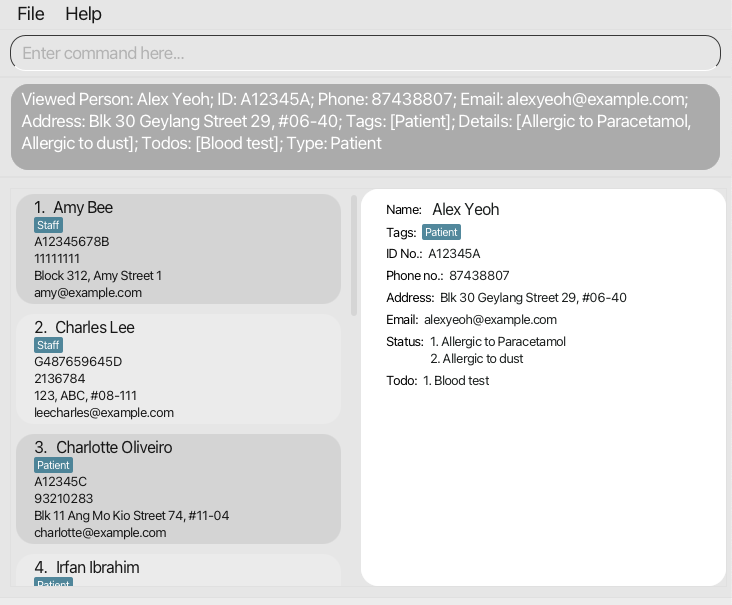 File Help
Enter command here...
Viewed Person: Alex Yeoh; ID: A12345A; Phone: 87438807; Email: alexyeoh@example.com;
Address: Blk 30 Geylang Street 29, #06-40; Tags: [Patient]; Details: [Allergic to Paracetamol,
Allergic to dust]; Todos: [Blood test]; Type: Patient
1. Amy Bee
Staff
A12345678B
11111111
Block 312, Amy Street 1
amy@example.com
2. Charles Lee
Staff
G487659645D
2136784
123, ABC, #08-111
leecharles@example.com
3. Charlotte Oliveiro
Patient
A12345C
93210283
Blk 11 Ang Mo Kio Street 74, #11-04
charlotte@example.com
4. Irfan Ibrahim
Patient
Name: Alex Yeoh
Tags: Patient
ID No.: A12345A
Phone no.: 87438807
Address: Blk 30 Geylang Street 29, #06-40
Email: alexyeoh@example.com
Status: 1. Allergic to Paracetamol
2. Allergic to dust
Todo: 1. Blood test